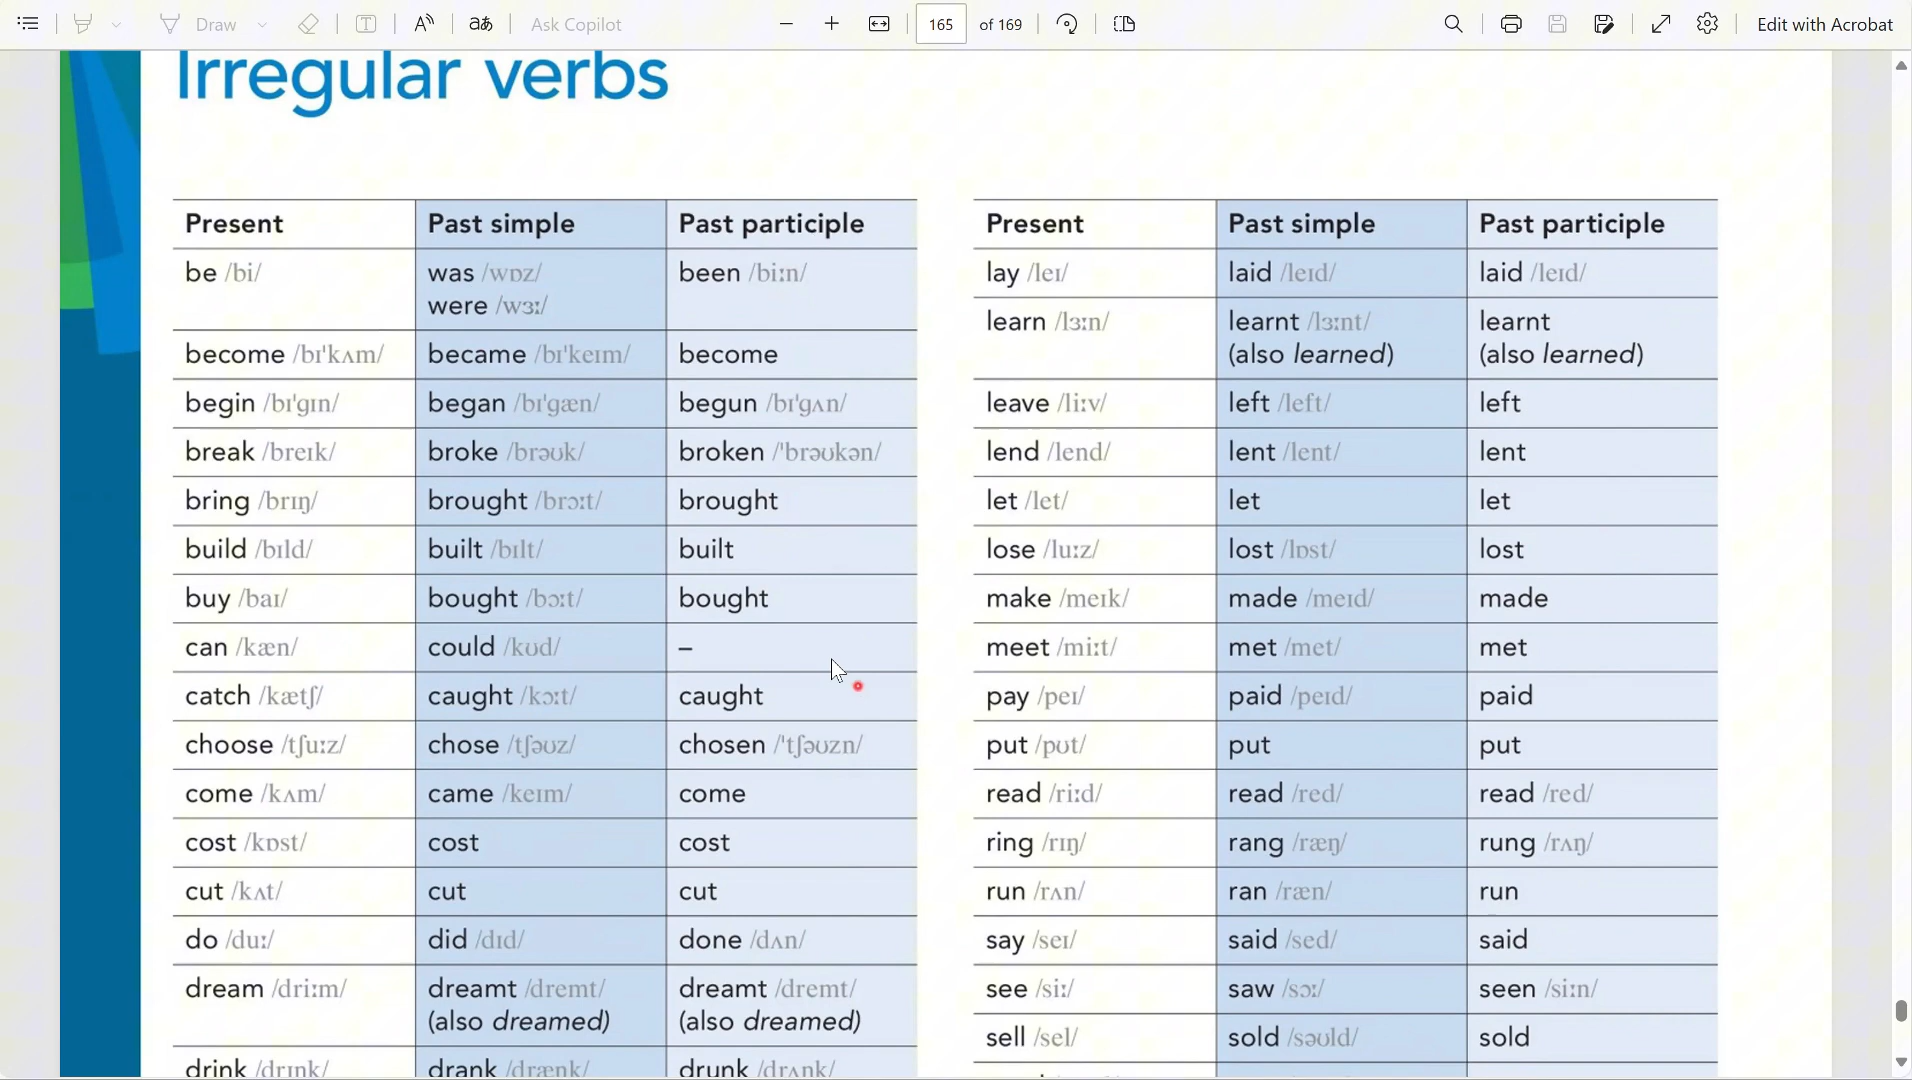 Draw
Ask Copilot
165
of 169
Edit with Acrobat
Irregular verbs
Present Past simple Past participle
be /bi/ was /wɒz/ been /biːn/
were /wɜː/
become /bɪˈkʌm/ became /bɪˈkeɪm/ become
begin /bɪˈɡɪn/ began /bɪˈɡæn/ begun /bɪˈɡʌn/
break /breɪk/ broke /brəʊk/ broken /ˈbrəʊkən/
bring /brɪŋ/ brought /brɔːt/ brought
build /bɪld/ built /bɪlt/ built
buy /baɪ/ bought /bɔːt/ bought
can /kæn/ could /kʊd/ –
catch /kætʃ/ caught /kɔːt/ caught
choose /tʃuːz/ chose /tʃəʊz/ chosen /ˈtʃəʊzn/
come /kʌm/ came /keɪm/ come
cost /kɒst/ cost cost
cut /kʌt/ cut cut
do /duː/ did /dɪd/ done /dʌn/
dream /driːm/ dreamt /dremt/ dreamt /dremt/
(also dreamed) (also dreamed)
drink /drɪnk/ drank /drænk/ drunk /drʌnk/
Present Past simple Past participle
lay /leɪ/ laid /leɪd/ laid /leɪd/
learn /lɜːn/ learnt /lɜːnt/ learnt
(also learned) (also learned)
leave /liːv/ left /left/ left
lend /lend/ lent /lent/ lent
let /let/ let let
lose /luːz/ lost /lɒst/ lost
make /meɪk/ made /meɪd/ made
meet /miːt/ met /met/ met
pay /peɪ/ paid /peɪd/ paid
put /pʊt/ put put
read /riːd/ read /red/ read /red/
ring /rɪŋ/ rang /ræŋ/ rung /rʌŋ/
run /rʌn/ ran /ræn/ run
say /seɪ/ said /sed/ said
see /siː/ saw /sɔː/ seen /siːn/
sell /sel/ sold /səʊld/ sold